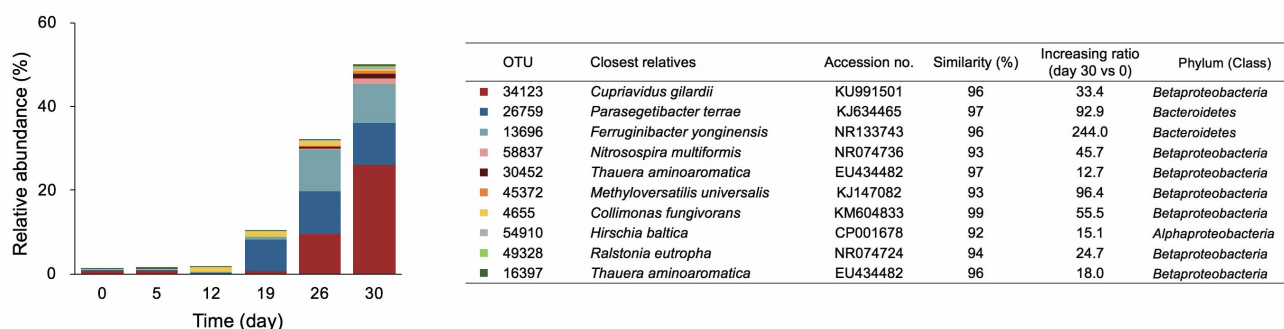 60
40
20
0
Relative abundance (%)
0 5 12 19 26 30
Time (day)
OTU Closest relatives Accession no. Similarity (%) Increasing ratio (day 30 vs 0) Phylum (Class)
34123 Cupriavidus gilardii KU991501 96 33.4 Betaproteobacteria
26759 Parasegetibacter terrae KJ634465 97 92.9 Bacteroidetes
13696 Ferruginibacter yonginensis NR133743 96 244.0 Bacteroidetes
58837 Nitrosospira multiformis NR074736 93 45.7 Betaproteobacteria
30452 Thauera aminoaromatica EU434482 97 12.7 Betaproteobacteria
45372 Methyloversatilis universalis KJ147082 93 96.4 Betaproteobacteria
4655 Collimonas fungivorans KM604833 99 55.5 Betaproteobacteria
54910 Hirschia baltica CP001678 92 15.1 Alphaproteobacteria
49328 Ralstonia eutropha NR074724 94 24.7 Betaproteobacteria
16397 Thauera aminoaromatica EU434482 96 18.0 Betaproteobacteria